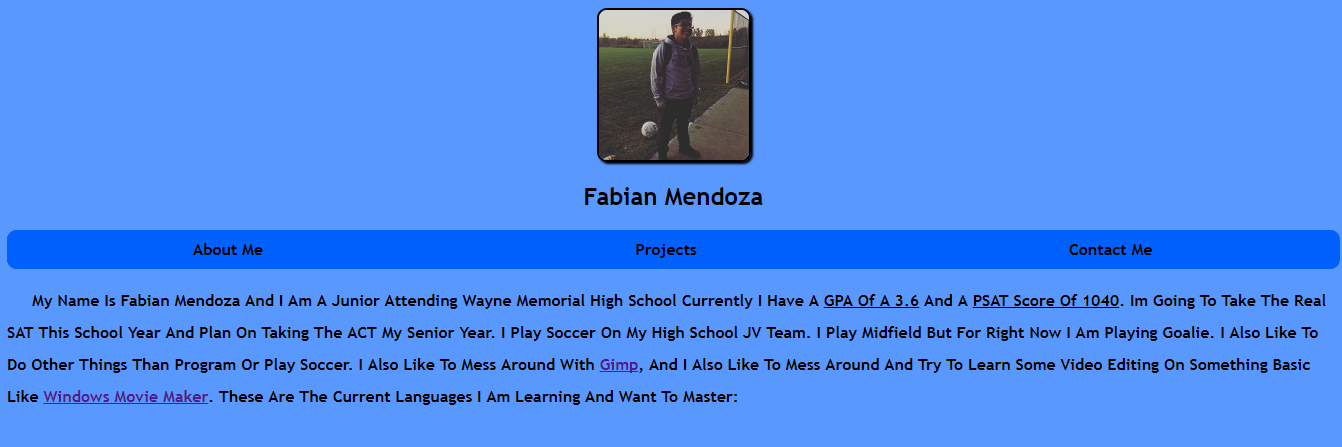 Fabian Mendoza
About Me Projects Contact Me
My Name Is Fabian Mendoza And I Am A Junior Attending Wayne Memorial High School Currently I Have A GPA Of A 3.6 And A PSAT Score Of 1040. Im Going To Take The Real
SAT This School Year And Plan On Taking The ACT My Senior Year. I Play Soccer On My High School JV Team. I Play Midfield But For Right Now I Am Playing Goalie. I Also Like To
Do Other Things Than Program Or Play Soccer. I Also Like To Mess Around With Gimp, And I Also Like To Mess Around And Try To Learn Some Video Editing On Something Basic
Like Windows Movie Maker. These Are The Current Languages I Am Learning And Want To Master: